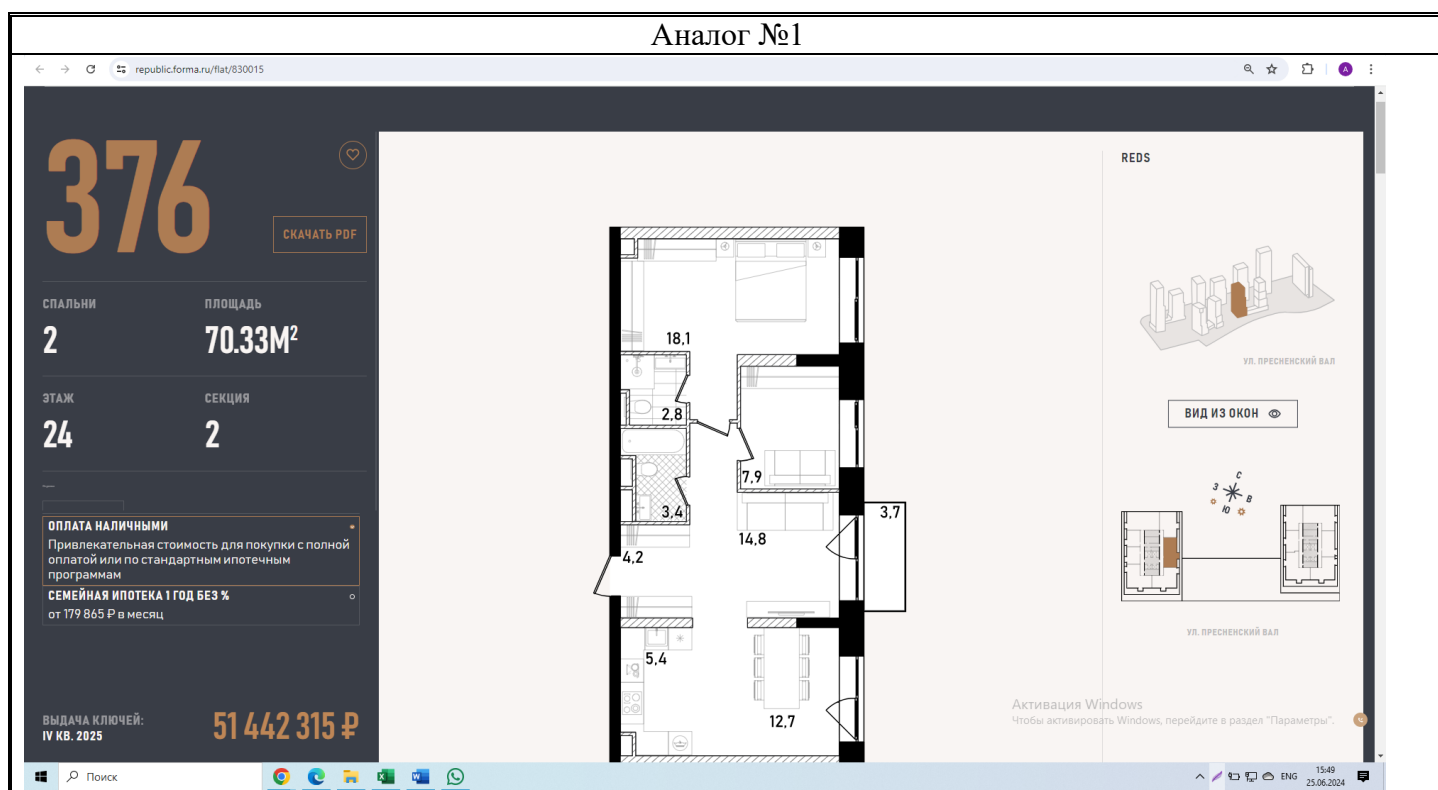 Аналог №1
republic.forma.ru/flat/830015
376
СКАЧАТЬ PDF
СПАЛЬНИ
ПЛОЩАДЬ
2
70.33М²
ЭТАЖ
СЕКЦИЯ
24
2
ОПЛАТА НАЛИЧНЫМИ
Привлекательная стоимость для покупки с полной
оплатой или по стандартным ипотечным
программам
СЕМЕЙНАЯ ИПОТЕКА 1 ГОД БЕЗ %
от 179 865 ₽ в месяц
ВЫДАЧА КЛЮЧЕЙ:
IV КВ. 2025
51 442 315 ₽
18,1
2,8
7,9
3,4
3,7
14,8
4,2
5,4
12,7
REDS
УЛ. ПРЕСНЕНСКИЙ ВАЛ
ВИД ИЗ ОКОН
С
З
В
Ю
УЛ. ПРЕСНЕНСКИЙ ВАЛ
Активация Windows
Чтобы активировать Windows, перейдите в раздел "Параметры".
Поиск
ENG
15:49
25.06.2024